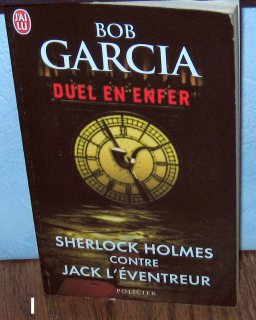 J'AI
LU
BOB
GARCIA
DUEL EN ENFER
SHERLOCK HOLMES
CONTRE
JACK L'ÉVENTREUR
POLICIER